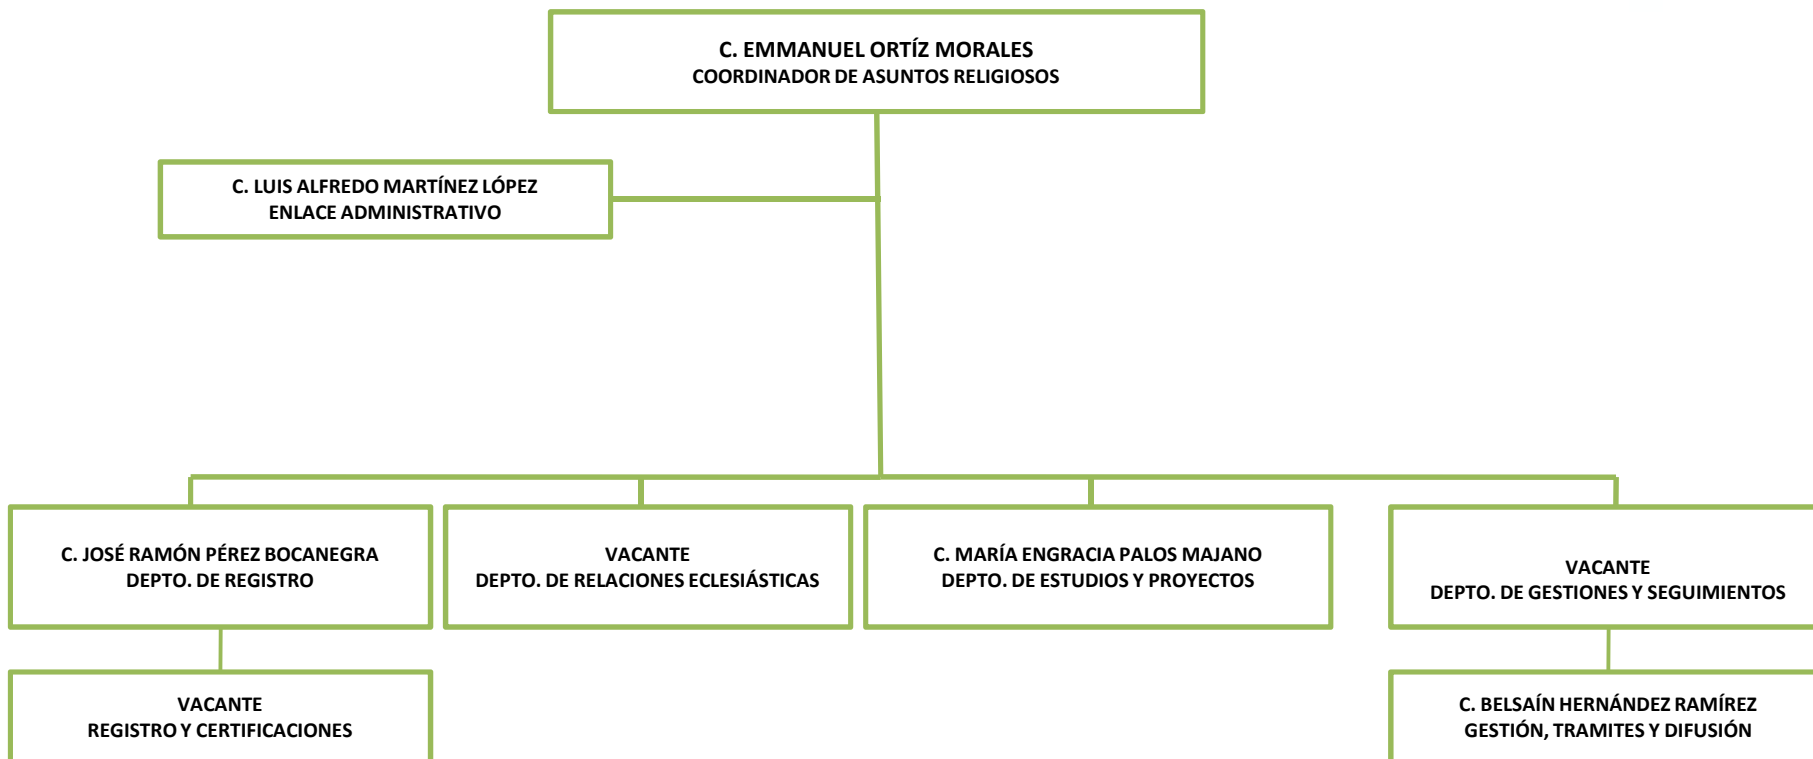 C. EMMANUEL ORTÍZ MORALES
COORDINADOR DE ASUNTOS RELIGIOSOS
C. LUIS ALFREDO MARTÍNEZ LÓPEZ
ENLACE ADMINISTRATIVO
C. JOSÉ RAMÓN PÉREZ BOCANEGRA
DEPTO. DE REGISTRO
VACANTE
DEPTO. DE RELACIONES ECLESIÁSTICAS
C. MARÍA ENGRACIA PALOS MAJANO
DEPTO. DE ESTUDIOS Y PROYECTOS
VACANTE
DEPTO. DE GESTIONES Y SEGUIMIENTOS
VACANTE
REGISTRO Y CERTIFICACIONES
C. BELSAÍN HERNÁNDEZ RAMÍREZ
GESTIÓN, TRAMITES Y DIFUSIÓN